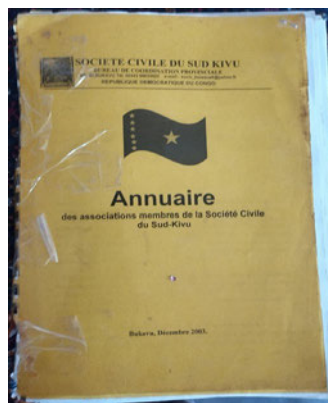 SOCIETE CIVILE DU SUD KIVU
BUREAU DE COORDINATION PROVINCIALE
REPUBLIQUE DEMOCRATIQUE DU CONGO
Annuaire
des associations membres de la Société Civile
du Sud-Kivu
Bukavu, Décembre 2003.